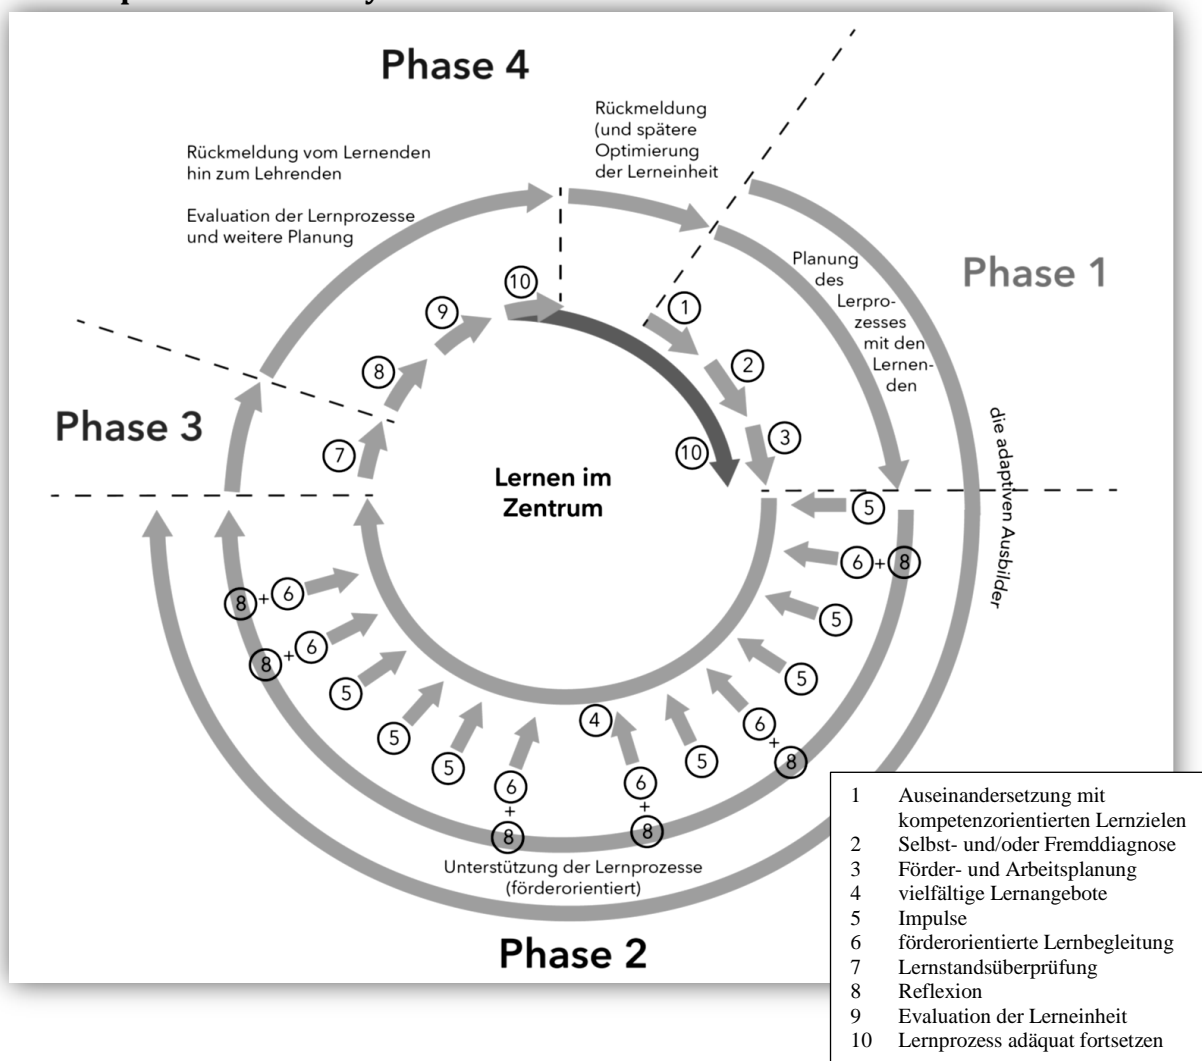 Phase 4
Rückmeldung
(und spätere
Optimierung
der Lerneinheit
Rückmeldung vom Lernenden
hin zum Lehrenden
Evaluation der Lernprozesse
und weitere Planung
Phase 1
Planung
des
Lerpro-
zesses
mit den
Lernen-
den
die adaptiven Ausbilder
10
1
9
2
8
3
Phase 3
7
10
Lernen im
Zentrum
5
6 + 8
8 + 6
5
8 + 6
5
5
4
6
+
8
5
5
5
6
+
8
6
+
8
Unterstützung der Lernprozesse
(förderorientiert)
Phase 2
1 Auseinandersetzung mit
kompetenzorientierten Lernzielen
2 Selbst- und/oder Fremddiagnose
3 Förder- und Arbeitsplanung
4 vielfältige Lernangebote
5 Impulse
6 förderorientierte Lernbegleitung
7 Lernstandsüberprüfung
8 Reflexion
9 Evaluation der Lerneinheit
10 Lernprozess adäquat fortsetzen